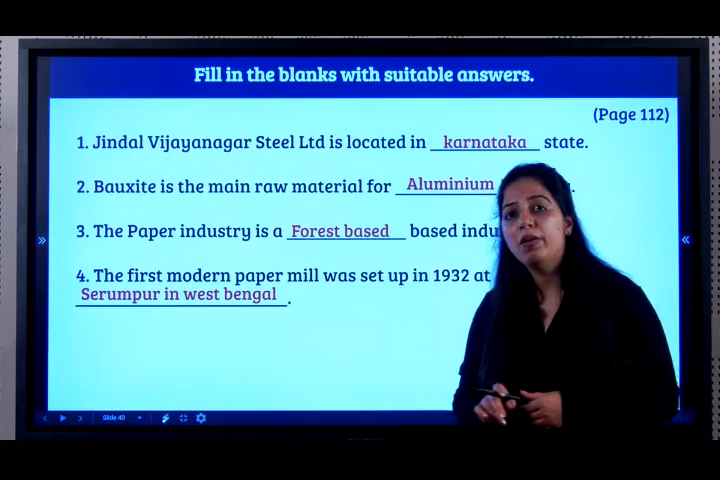 Fill in the blanks with suitable answers.
(Page 112)
1. Jindal Vijayanagar Steel Ltd is located in karnataka state.
2. Bauxite is the main raw material for Aluminium
3. The Paper industry is a Forest based based indu
4. The first modern paper mill was set up in 1932 at
Serumpur in west bengal.
Slide 40